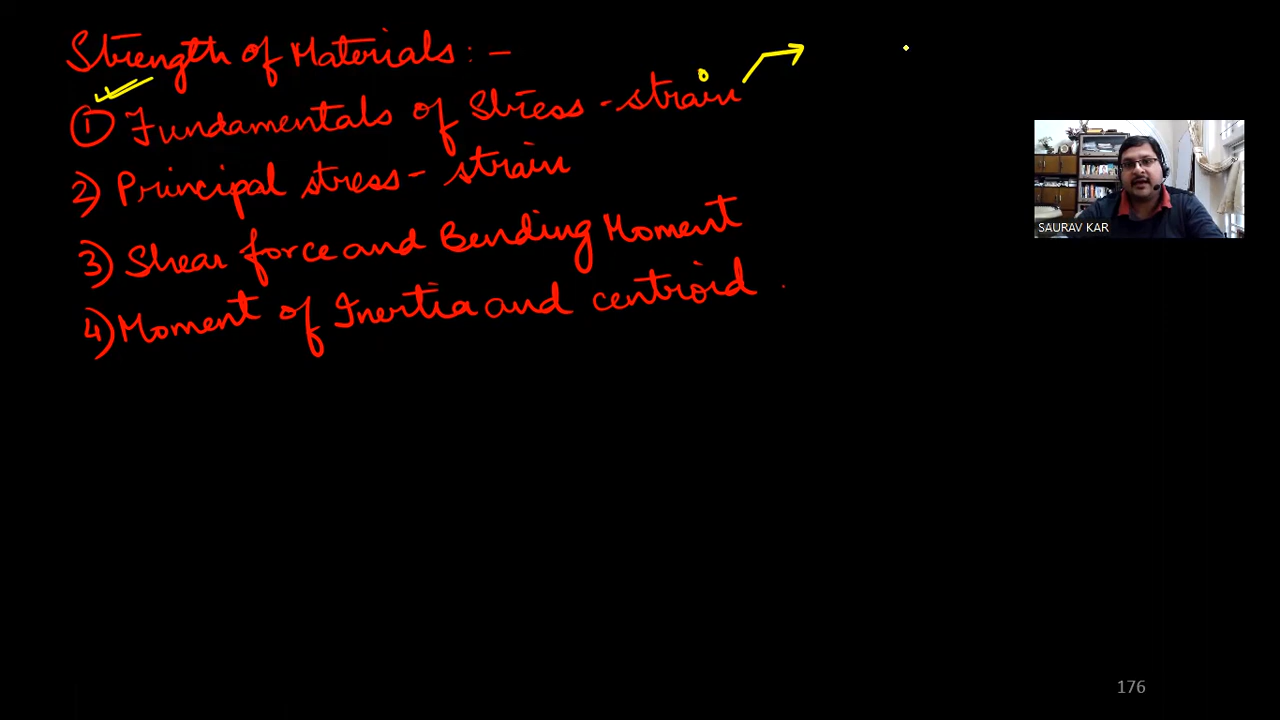 Strength of Materials : -
① Fundamentals of Stress - strain
2) Principal stress - strain
3) Shear force and Bending Moment
4) Moment of Inertia and centroid
SAURAV KAR
176